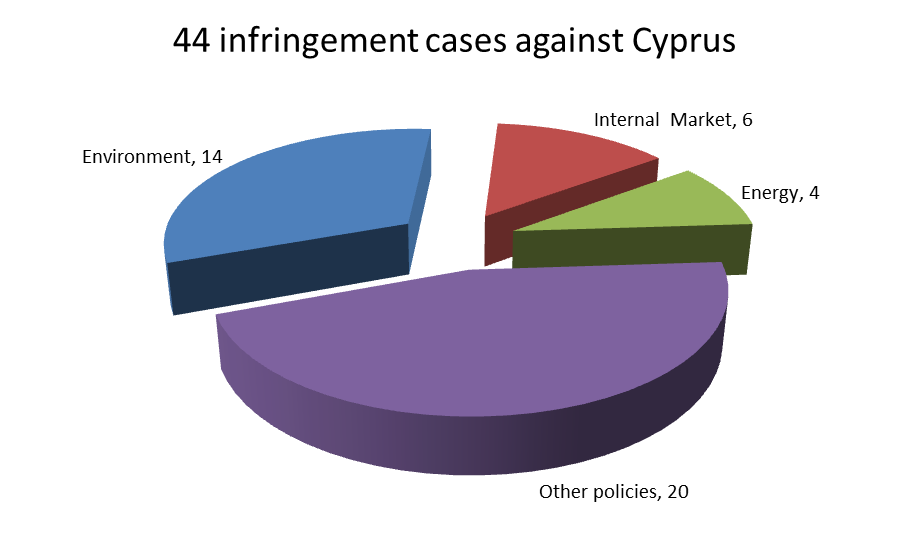 44 infringement cases against Cyprus
Internal Market, 6
Environment, 14
Energy, 4
Other policies, 20